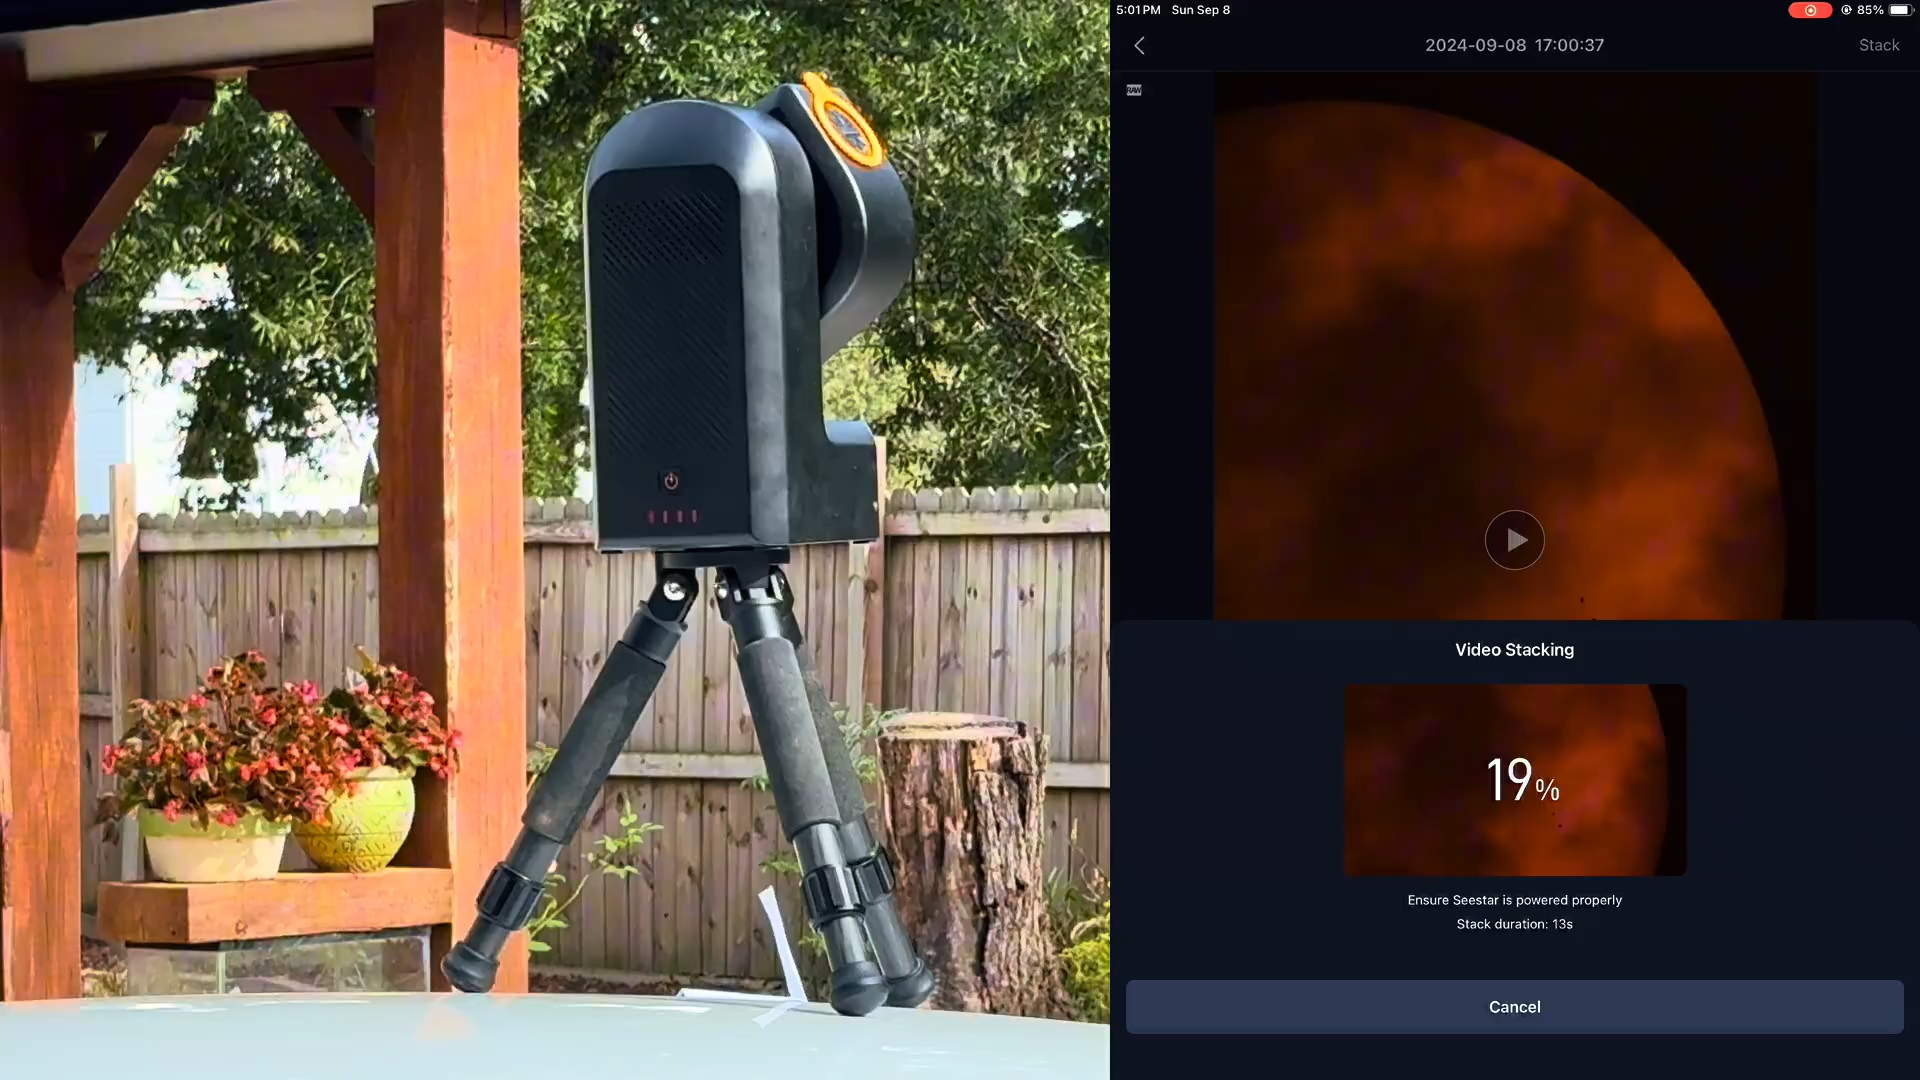 5:01 PM Sun Sep 8
85%
2024-09-08 17:00:37
Stack
RAW
Video Stacking
19%
Ensure Seestar is powered properly
Stack duration: 13s
Cancel